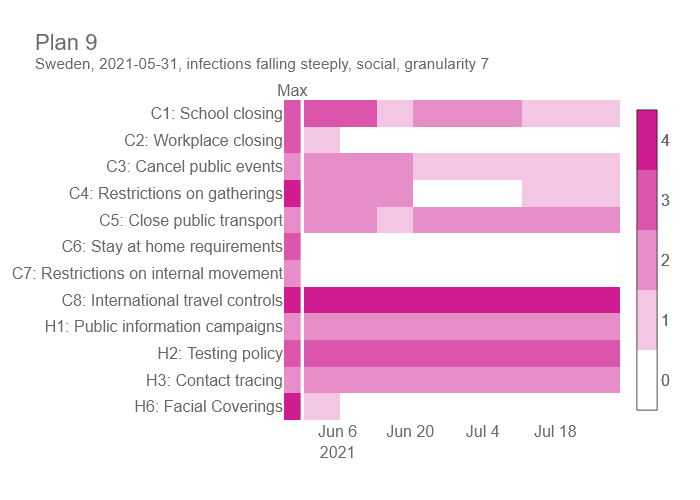 Plan 9
Sweden, 2021-05-31, infections falling steeply, social, granularity 7
Max
C1: School closing
C2: Workplace closing
C3: Cancel public events
C4: Restrictions on gatherings
C5: Close public transport
C6: Stay at home requirements
C7: Restrictions on internal movement
C8: International travel controls
H1: Public information campaigns
H2: Testing policy
H3: Contact tracing
H6: Facial Coverings
Jun 6 Jun 20 Jul 4 Jul 18
2021
4
3
2
1
0